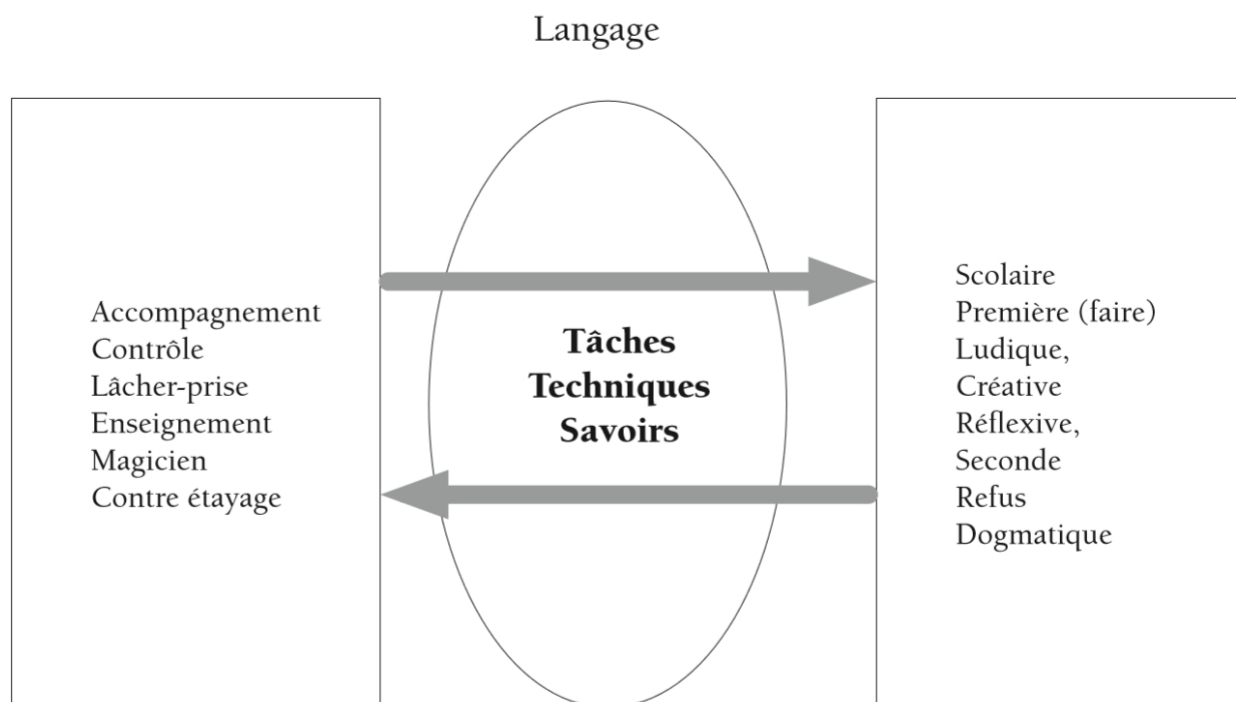 Langage
Accompagnement
Contrôle
Lâcher-prise
Enseignement
Magicien
Contre étayage
Tâches
Techniques
Savoirs
Scolaire
Première (faire)
Ludique,
Créative
Réflexive,
Seconde
Refus
Dogmatique